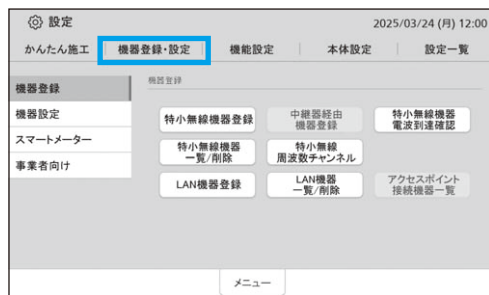 設定
2025/03/24 (月) 12:00
かんたん施工
機器登録・設定
機能設定
本体設定
設定一覧
機器登録
機器設定
スマートメーター
事業者向け
機器登録
特小無線機器登録
中継器経由
機器登録
特小無線機器
電波到達確認
特小無線機器
一覧/削除
特小無線
周波数チャンネル
LAN機器登録
LAN機器
一覧/削除
アクセスポイント
接続機器一覧
メニュー